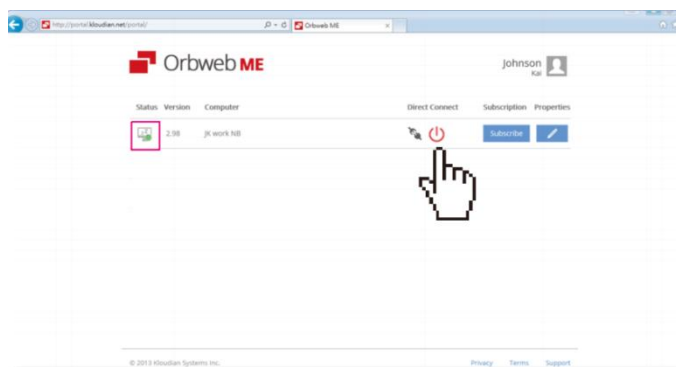 http://portal.kloudian.net/portal/
Orbweb ME
Orbweb ME
Johnson
Kai
Status Version Computer Direct Connect Subscription Properties
2.98 JK work NB Subscribe
© 2013 Kloudian Systems Inc. Privacy Terms Support